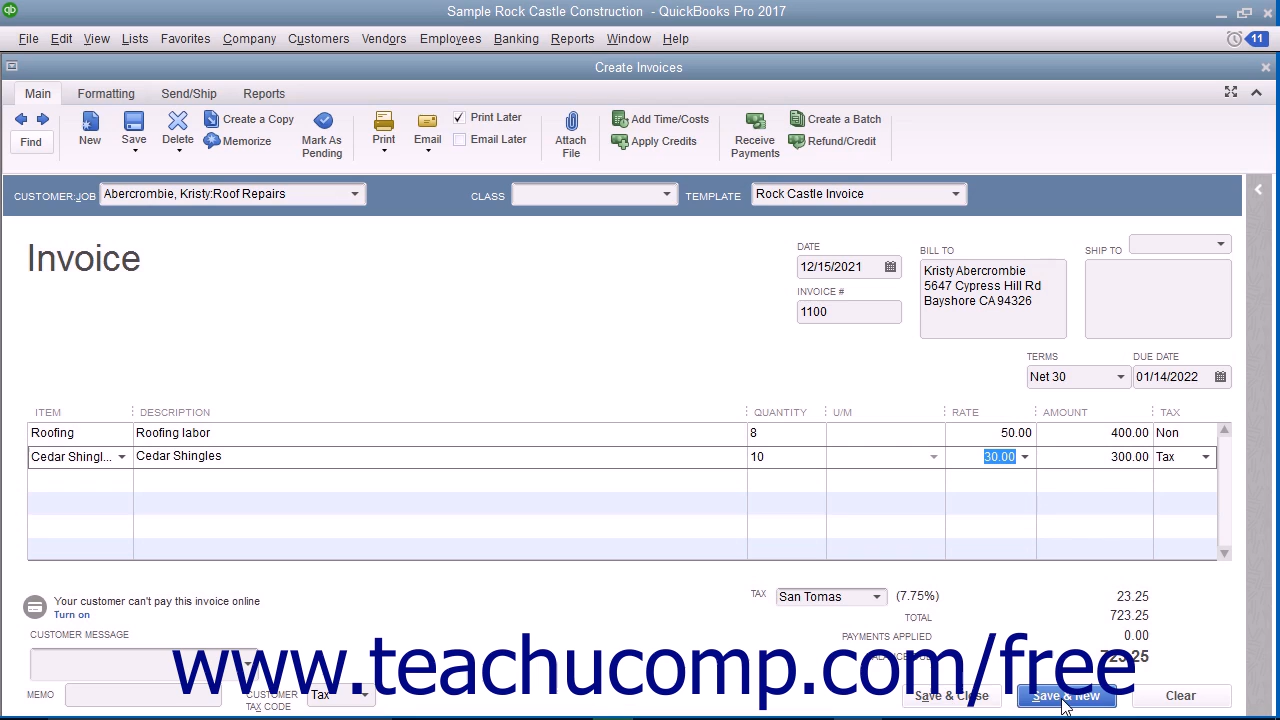 Sample Rock Castle Construction - QuickBooks Pro 2017
File Edit View Lists Favorites Company Customers Vendors Employees Banking Reports Window Help 11
Create Invoices
Main Formatting Send/Ship Reports
Find New Save Delete Create a Copy Memorize Mark As Pending Print Email Print Later Email Later Attach File Add Time/Costs Apply Credits Receive Payments Create a Batch Refund/Credit
CUSTOMER:JOB Abercrombie, Kristy:Roof Repairs CLASS TEMPLATE Rock Castle Invoice
Invoice
DATE
12/15/2021
INVOICE #
1100
BILL TO
Kristy Abercrombie
5647 Cypress Hill Rd
Bayshore CA 94326
SHIP TO
TERMS
Net 30
DUE DATE
01/14/2022
ITEM DESCRIPTION QUANTITY U/M RATE AMOUNT TAX
Roofing Roofing labor 8 50.00 400.00 Non
Cedar Shingl... Cedar Shingles 10 30.00 300.00 Tax
Your customer can't pay this invoice online
Turn on
TAX San Tomas (7.75%) 23.25
TOTAL 723.25
PAYMENTS APPLIED 0.00
723.25
CUSTOMER MESSAGE
www.teachucomp.com/free
MEMO
CUSTOMER TAX CODE Tax
Save & Close Save & New Clear